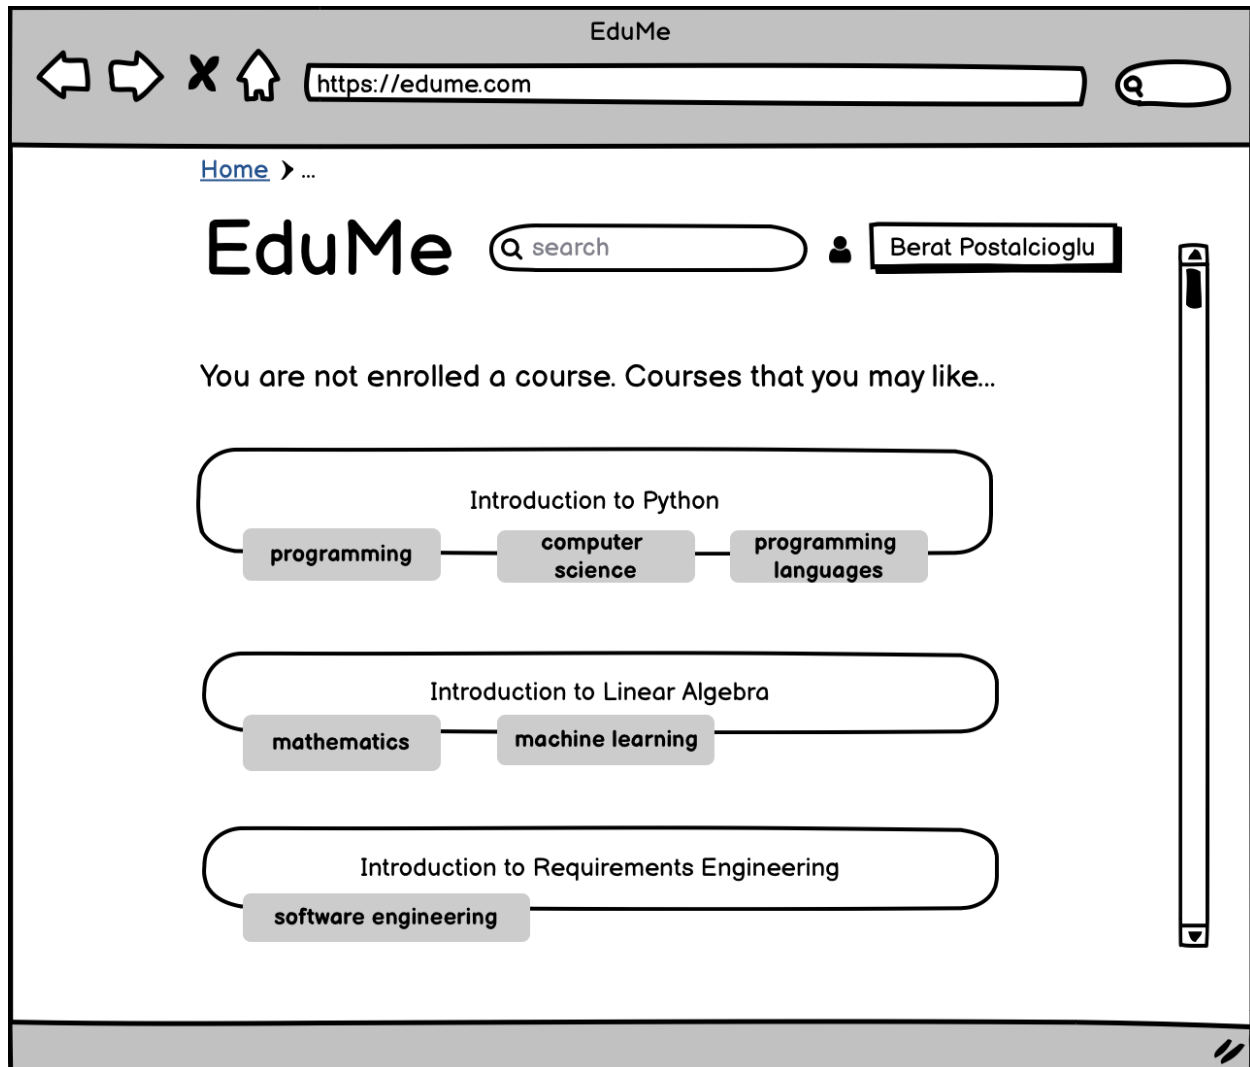 EduMe
https://edume.com
Home > ...
EduMe
search
Berat Postalcioglu
You are not enrolled a course. Courses that you may like...
Introduction to Python
programming
computer
science
programming
languages
Introduction to Linear Algebra
mathematics
machine learning
Introduction to Requirements Engineering
software engineering